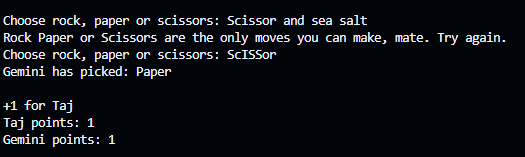 Choose rock, paper or scissors: Scissor and sea salt
Rock Paper or Scissors are the only moves you can make, mate. Try again.
Choose rock, paper or scissors: ScISSor
Gemini has picked: Paper
+1 for Taj
Taj points: 1
Gemini points: 1